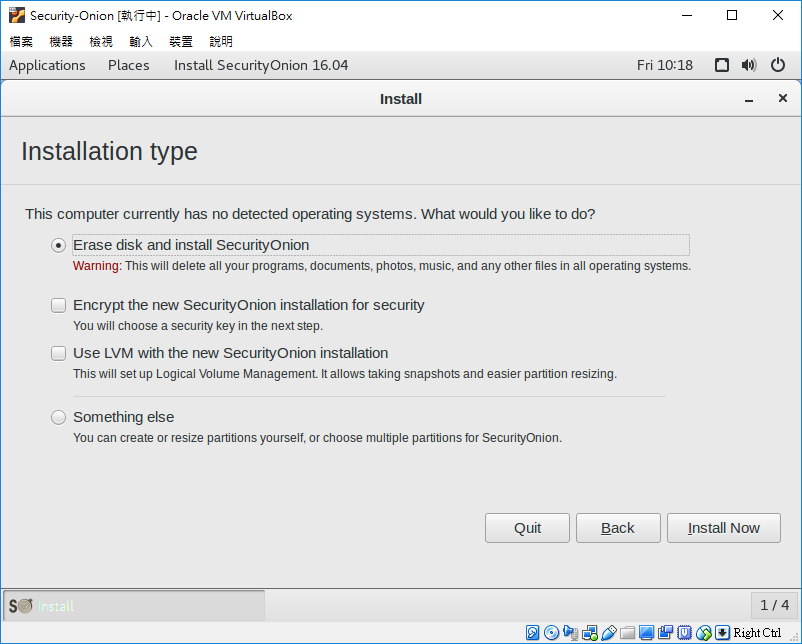 Security-Onion [執行中] - Oracle VM VirtualBox
檔案 機器 檢視 輸入 裝置 說明
Applications Places Install SecurityOnion 16.04 Fri 10:18
Install
Installation type
This computer currently has no detected operating systems. What would you like to do?
Erase disk and install SecurityOnion
Warning: This will delete all your programs, documents, photos, music, and any other files in all operating systems.
Encrypt the new SecurityOnion installation for security
You will choose a security key in the next step.
Use LVM with the new SecurityOnion installation
This will set up Logical Volume Management. It allows taking snapshots and easier partition resizing.
Something else
You can create or resize partitions yourself, or choose multiple partitions for SecurityOnion.
Quit Back Install Now
Install 1 / 4
Right Ctrl